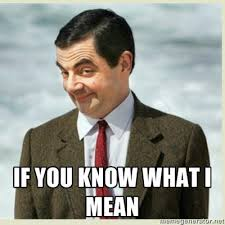 IF YOU KNOW WHAT I
MEAN
memegenerator.net